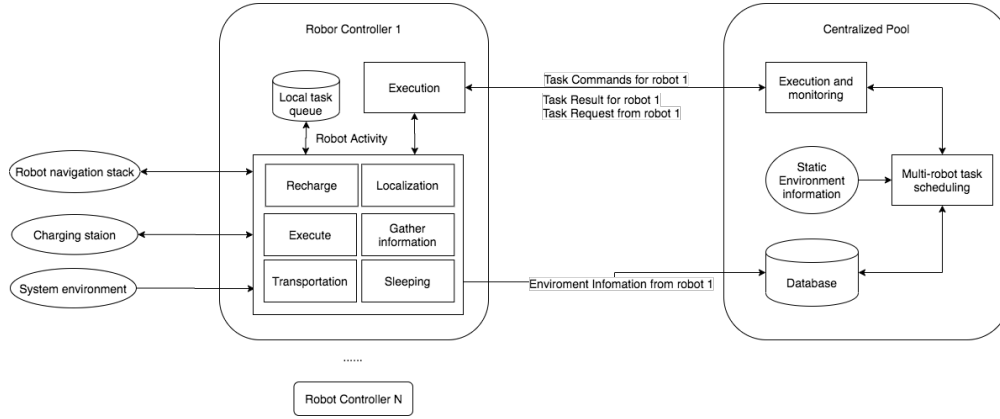 Robor Controller 1
Centralized Pool
Local task
queue
Execution
Task Commands for robot 1
Task Result for robot 1
Task Request from robot 1
Execution and
monitoring
Robot Activity
Robot navigation stack
Recharge
Localization
Static
Environment
information
Multi-robot task
scheduling
Charging staion
Execute
Gather
information
System environment
Transportation
Sleeping
Enviroment Infomation from robot 1
Database
......
Robot Controller N